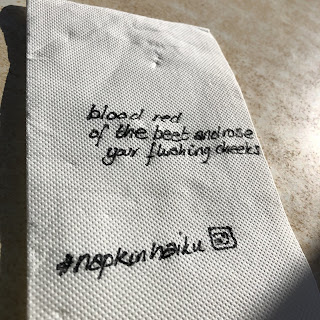 blood red
of the beet and rose
your flushing cheeks
#napkinhaiku